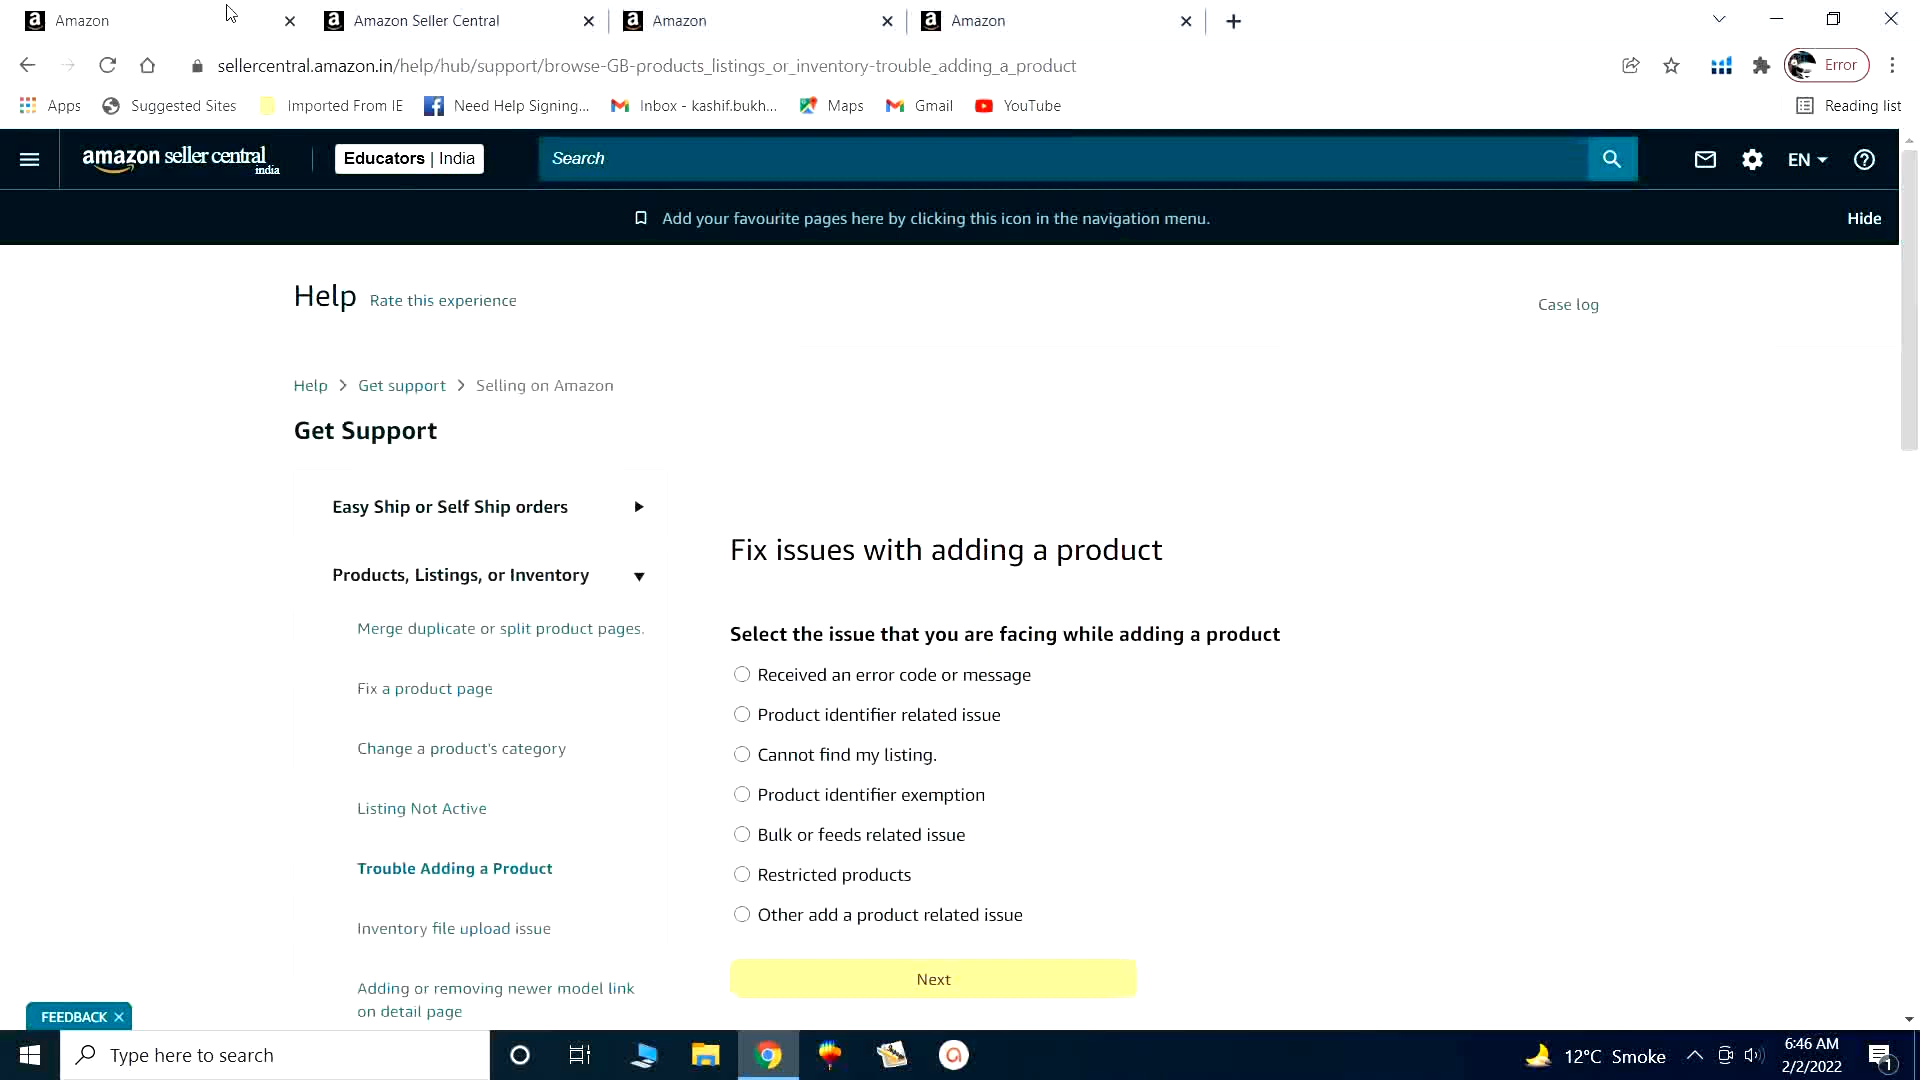 Amazon
Amazon Seller Central
Amazon
Amazon
sellercentral.amazon.in/help/hub/support/browse-GB-products_listings_or_inventory-trouble_adding_a_product
Error
Apps
Suggested Sites
Imported From IE
Need Help Signing...
Inbox - kashif.bukh...
Maps
Gmail
YouTube
Reading list
amazon seller central
india
Educators | India
Search
EN
Add your favourite pages here by clicking this icon in the navigation menu.
Hide
Help
Rate this experience
Case log
Help > Get support > Selling on Amazon
Get Support
Easy Ship or Self Ship orders
Products, Listings, or Inventory
Merge duplicate or split product pages.
Fix a product page
Change a product's category
Listing Not Active
Trouble Adding a Product
Inventory file upload issue
Adding or removing newer model link
on detail page
Fix issues with adding a product
Select the issue that you are facing while adding a product
Received an error code or message
Product identifier related issue
Cannot find my listing.
Product identifier exemption
Bulk or feeds related issue
Restricted products
Other add a product related issue
Next
FEEDBACK
Type here to search
12°C Smoke
6:46 AM
2/2/2022
1